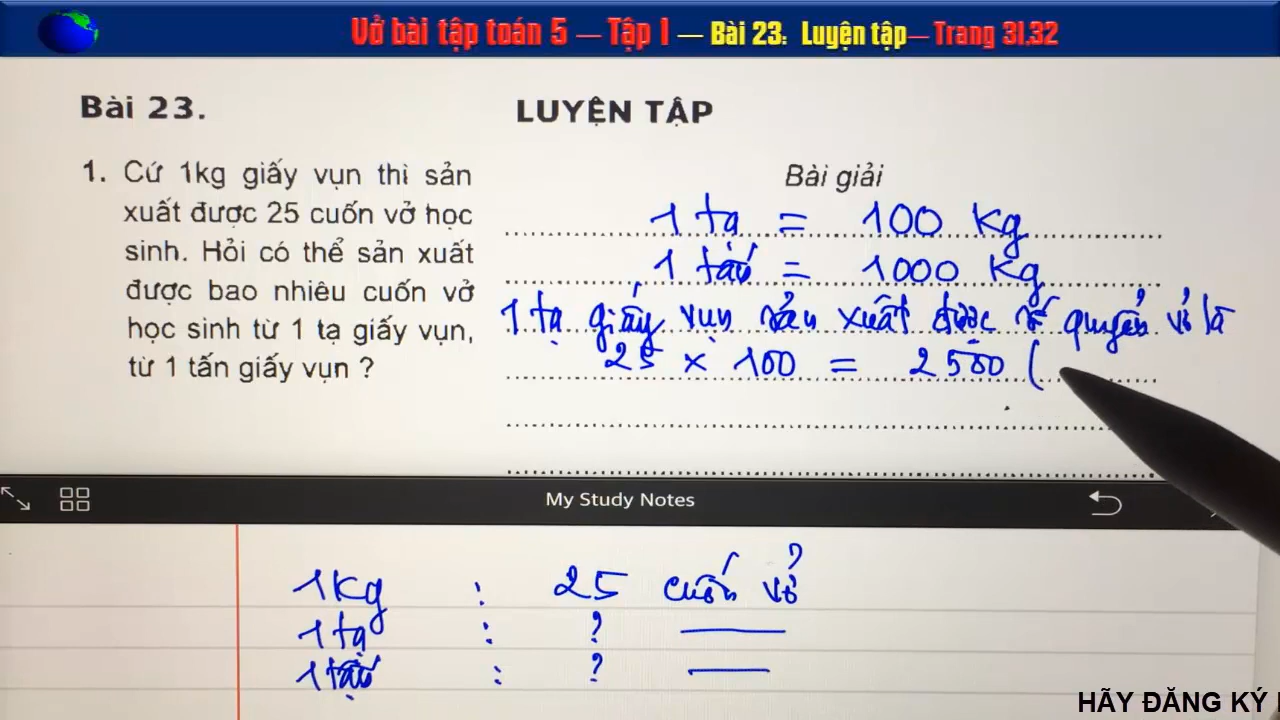 Vở bài tập toán 5 – Tập 1 – Bài 23: Luyện tập – Trang 31,32
Bài 23. LUYỆN TẬP
1. Cứ 1kg giấy vụn thì sản
xuất được 25 cuốn vở học
sinh. Hỏi có thể sản xuất
được bao nhiêu cuốn vở
học sinh từ 1 tạ giấy vụn,
từ 1 tấn giấy vụn ?
Bài giải
1 tạ = 100 kg
1 tấn = 1000 kg
1 tạ giấy vụn sản xuất được số quyển vở là
25 × 100 = 2500 (
My Study Notes
1kg : 25 cuốn vở
1 tạ : ? ———
1 tấn : ? ———
HÃY ĐĂNG KÝ